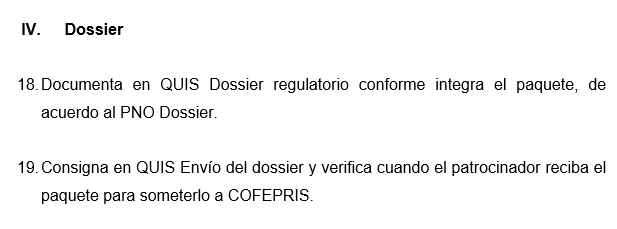 IV. Dossier
18. Documenta en QUIS Dossier regulatorio conforme integra el paquete, de
acuerdo al PNO Dossier.
19. Consigna en QUIS Envío del dossier y verifica cuando el patrocinador reciba el
paquete para someterlo a COFEPRIS.